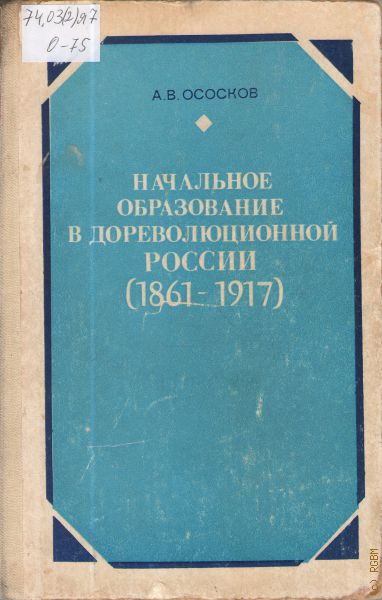 74.03(2)я7
О-75
А.В. ОСОСКОВ
НАЧАЛЬНОЕ
ОБРАЗОВАНИЕ
В ДОРЕВОЛЮЦИОННОЙ
РОССИИ
(1861-1917)
(c) RGBM